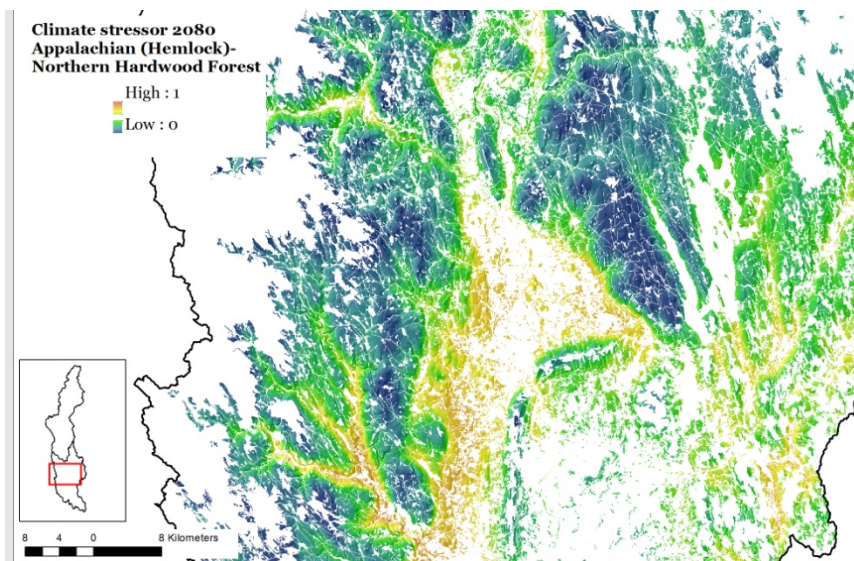 Climate stressor 2080
Appalachian (Hemlock)-
Northern Hardwood Forest
High : 1
Low : 0
8 4 0 8 Kilometers